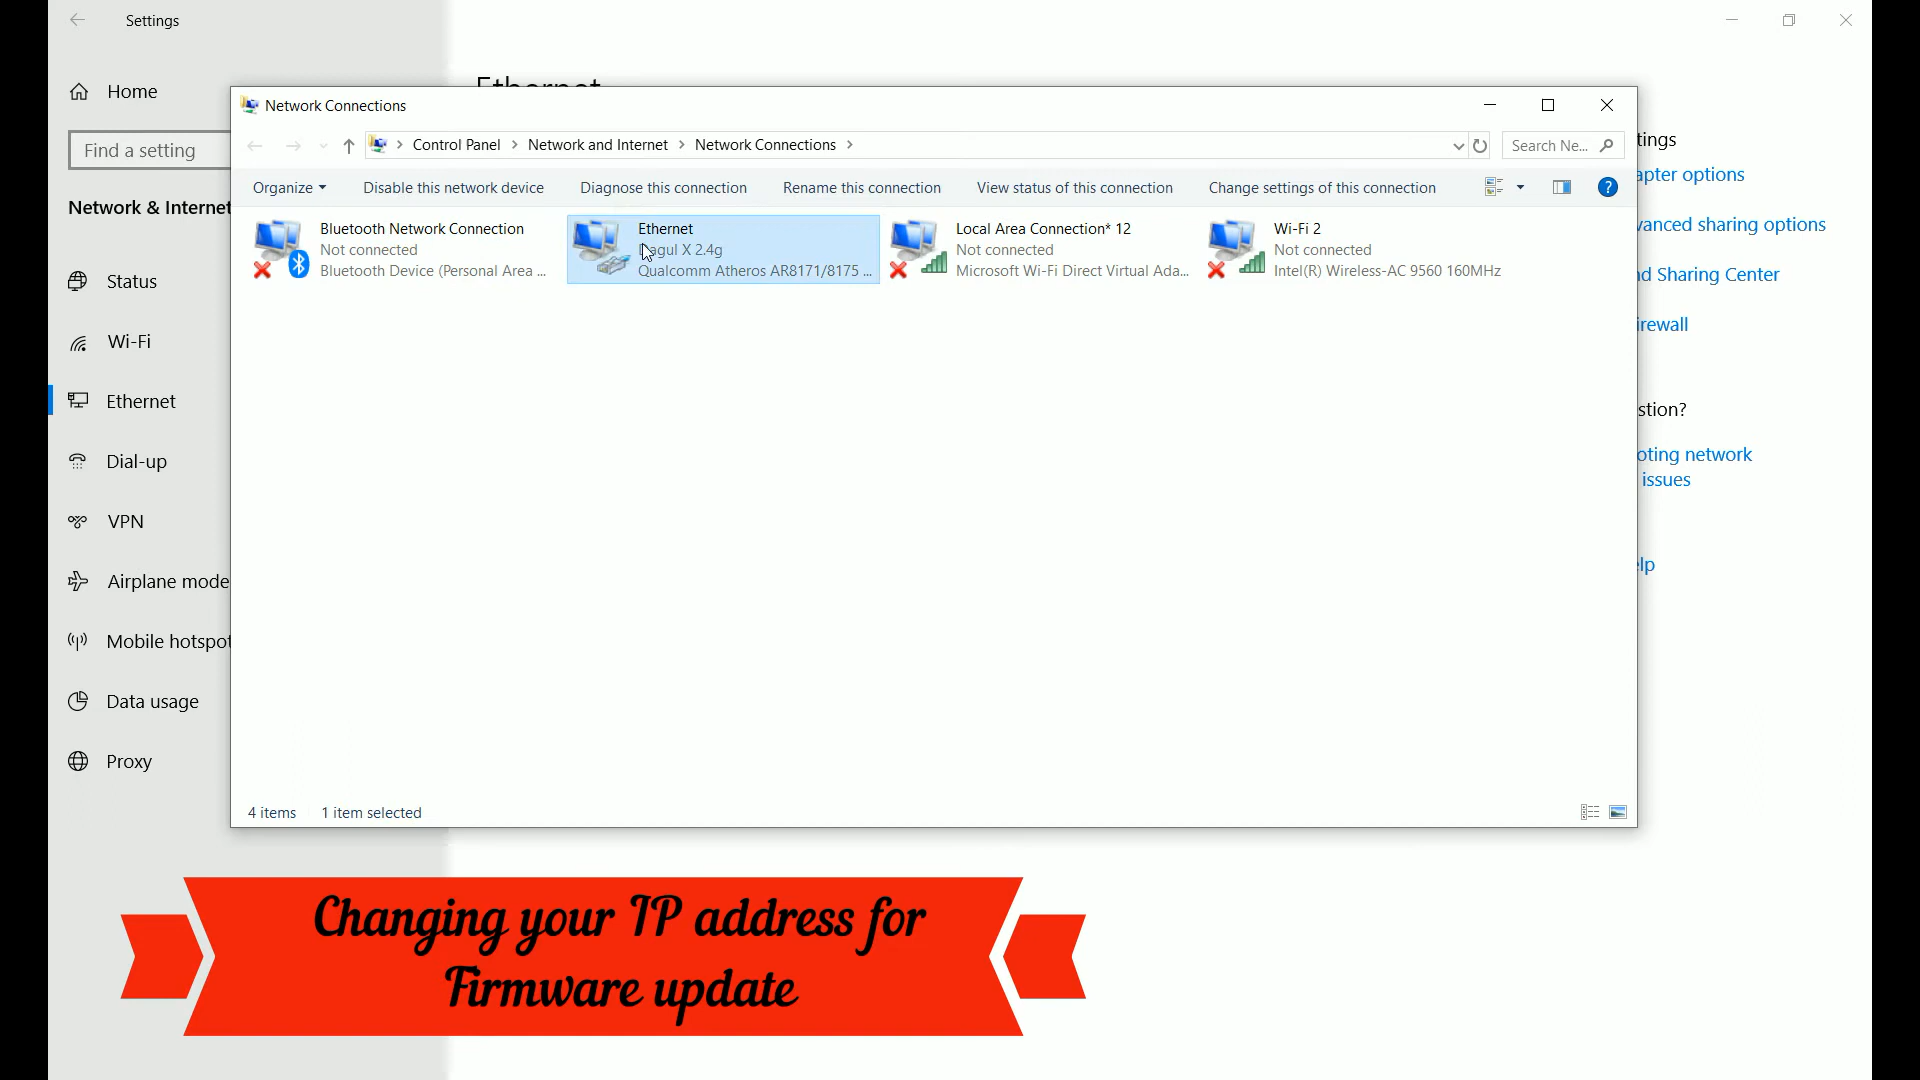 Settings
Home
Find a setting
Network & Internet
Status
Wi-Fi
Ethernet
Dial-up
VPN
Airplane mode
Mobile hotspot
Data usage
Proxy
Ethernet
Network Connections
Control Panel > Network and Internet > Network Connections >
Search Ne...
Organize
Disable this network device
Diagnose this connection
Rename this connection
View status of this connection
Change settings of this connection
Bluetooth Network Connection
Not connected
Bluetooth Device (Personal Area ...
Ethernet
X 2.4g
Qualcomm Atheros AR8171/8175 ...
Local Area Connection* 12
Not connected
Microsoft Wi-Fi Direct Virtual Ada...
Wi-Fi 2
Not connected
Intel(R) Wireless-AC 9560 160MHz
4 items
1 item selected
tings
apter options
vanced sharing options
nd Sharing Center
irewall
stion?
oting network
issues
elp
Changing your IP address for
Firmware update